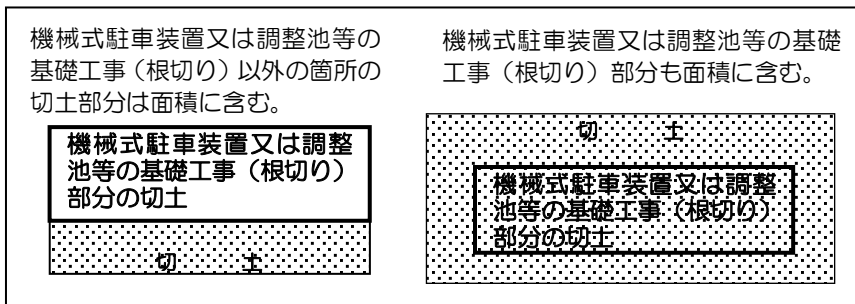 機械式駐車装置又は調整池等の
基礎工事（根切り）以外の箇所の
切土部分は面積に含む。
機械式駐車装置又は調整
池等の基礎工事（根切り）
部分の切土
切　　土
機械式駐車装置又は調整池等の基礎
工事（根切り）部分も面積に含む。
切　　土
機械式駐車装置又は調整
池等の基礎工事（根切り）
部分の切土